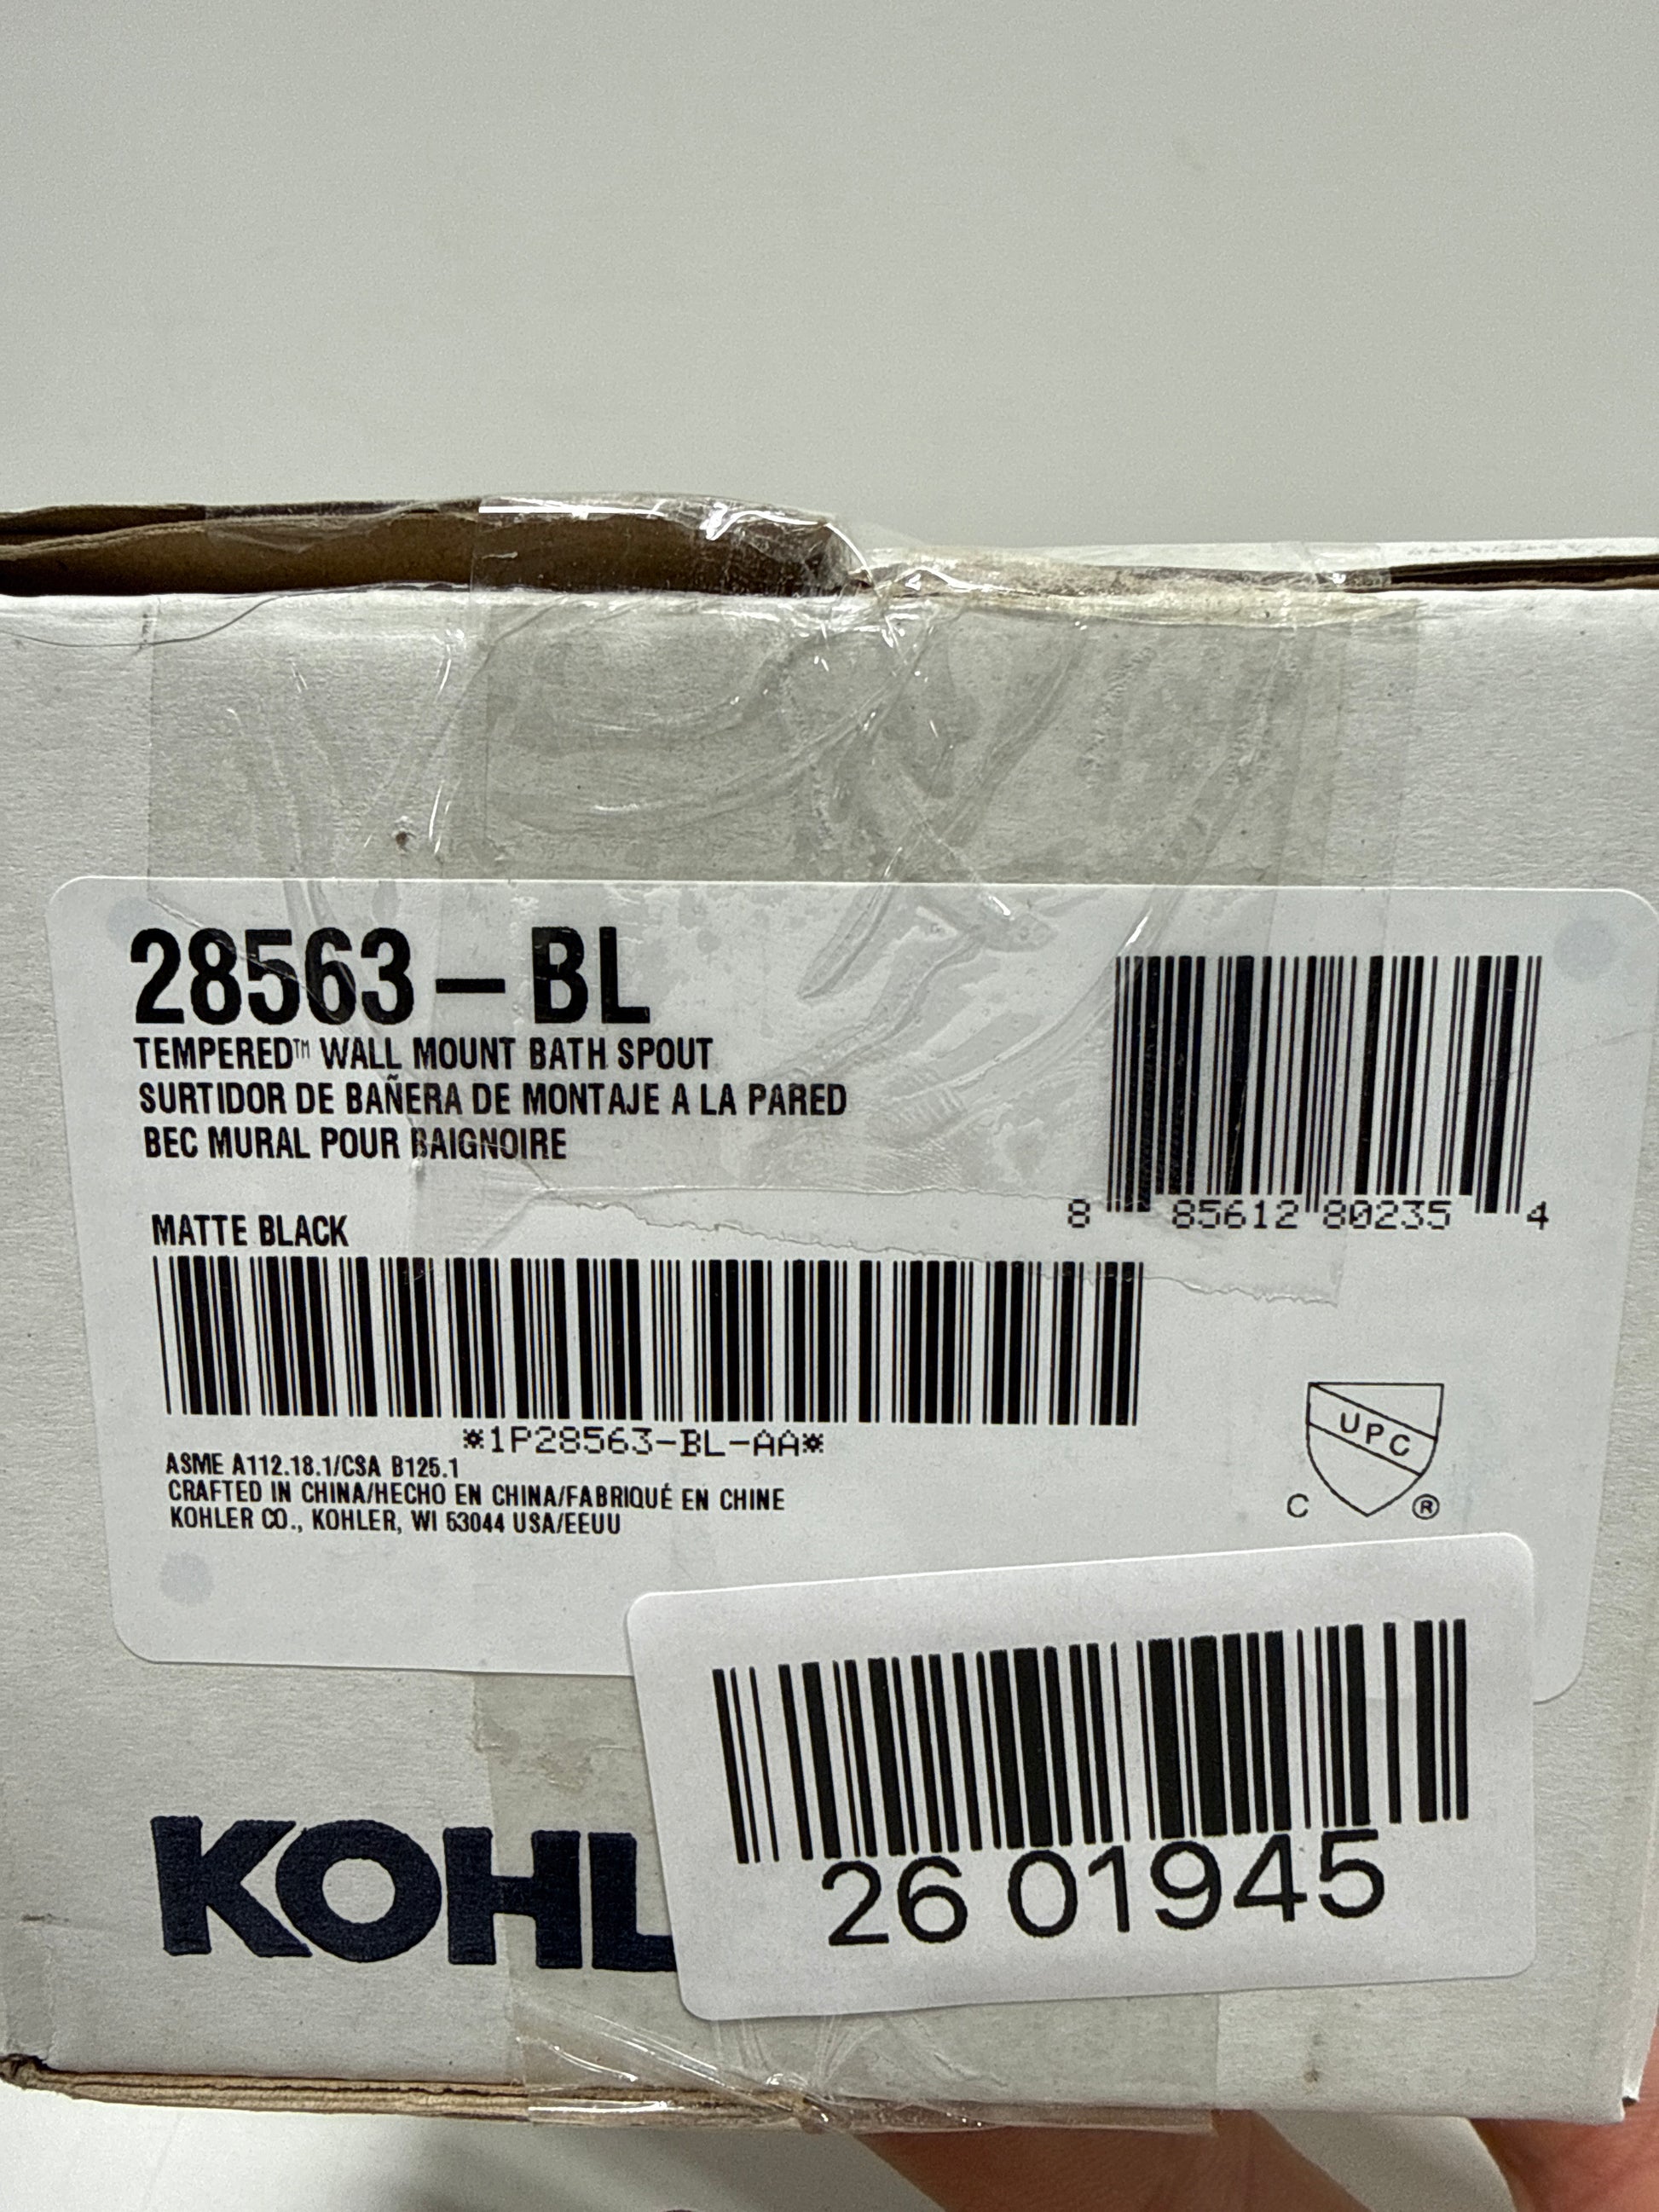 28563-BL
TEMPERED™ WALL MOUNT BATH SPOUT
SURTIDOR DE BAÑERA DE MONTAJE A LA PARED
BEC MURAL POUR BAIGNOIRE
8 85612 80235 4
MATTE BLACK
*1P28563-BL-AA*
ASME A112.18.1/CSA B125.1
CRAFTED IN CHINA/HECHO EN CHINA/FABRIQUÉ EN CHINE
KOHLER CO., KOHLER, WI 53044 USA/EEUU
UPC
C ®
KOHL
26 01945